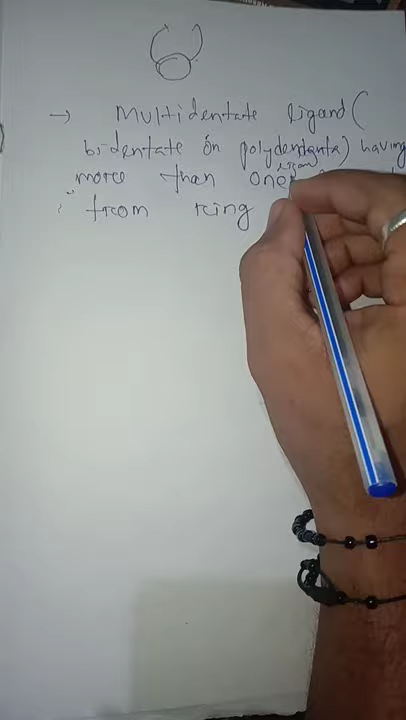 → Multidentate ligand (
bidentate or polydentate) having
more than one
from ring